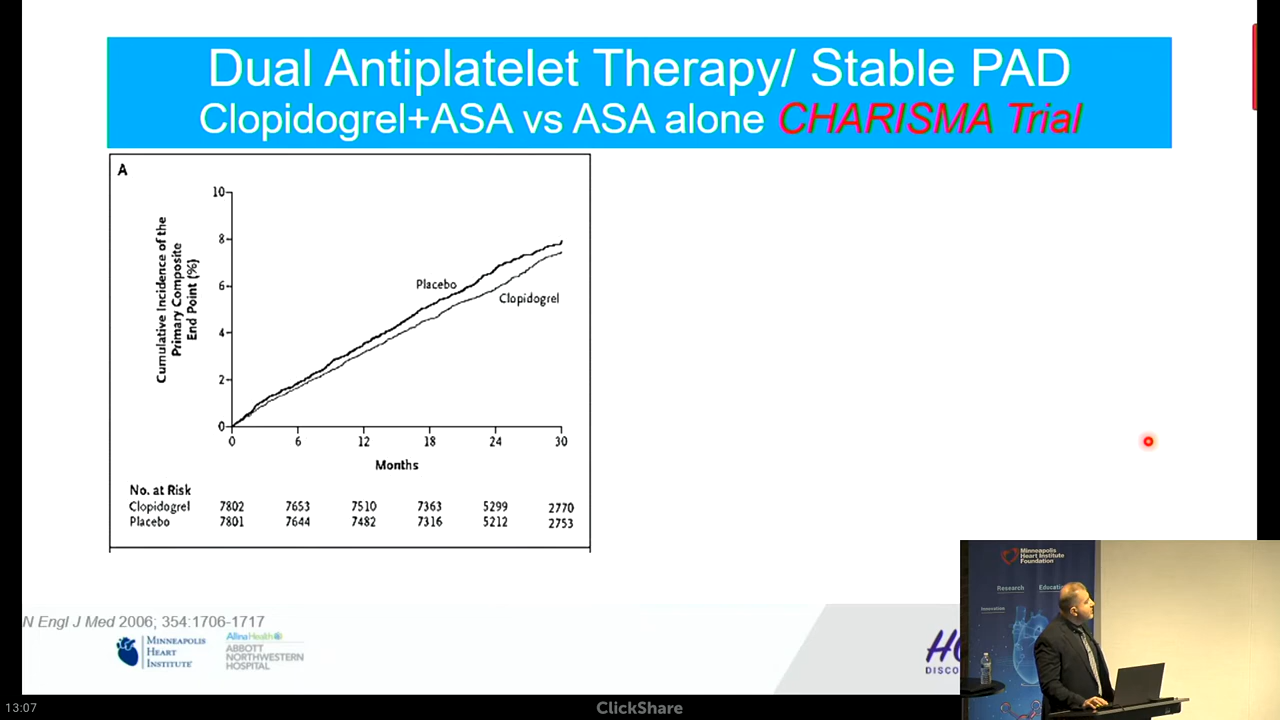 Dual Antiplatelet Therapy/ Stable PAD
Clopidogrel+ASA vs ASA alone CHARISMA Trial
A
Cumulative Incidence of the
Primary Composite
End Point (%)
10
8
6
4
2
0
Placebo
Clopidogrel
0 6 12 18 24 30
Months
No. at Risk
Clopidogrel 7802 7653 7510 7363 5299 2770
Placebo 7801 7644 7482 7316 5212 2753
N Engl J Med 2006; 354:1706-1717
MINNEAPOLIS
HEART
INSTITUTE
AllinaHealth
ABBOTT
NORTHWESTERN
HOSPITAL
Minneapolis
Heart Institute
Foundation
Research
Innovation
13:07
ClickShare